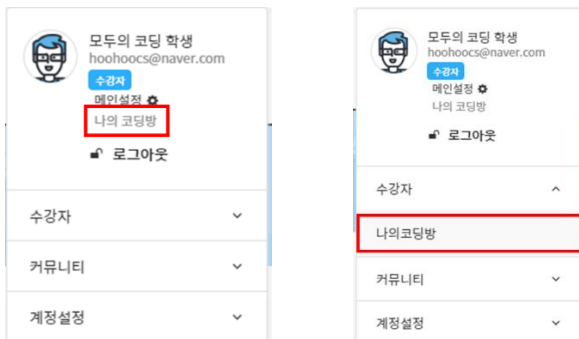 모두의 코딩 학생
hoohoocs@naver.com
수강자
메인설정
나의 코딩방
로그아웃
수강자
커뮤니티
계정설정
모두의 코딩 학생
hoohoocs@naver.com
수강자
메인설정
나의 코딩방
로그아웃
수강자
나의코딩방
커뮤니티
계정설정